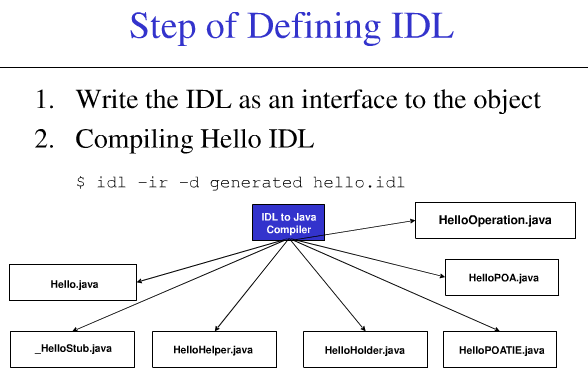 Step of Defining IDL
1. Write the IDL as an interface to the object
2. Compiling Hello IDL
$ idl -ir -d generated hello.idl
IDL to Java
Compiler
HelloOperation.java
Hello.java
HelloPOA.java
_HelloStub.java
HelloHelper.java
HelloHolder.java
HelloPOATIE.java